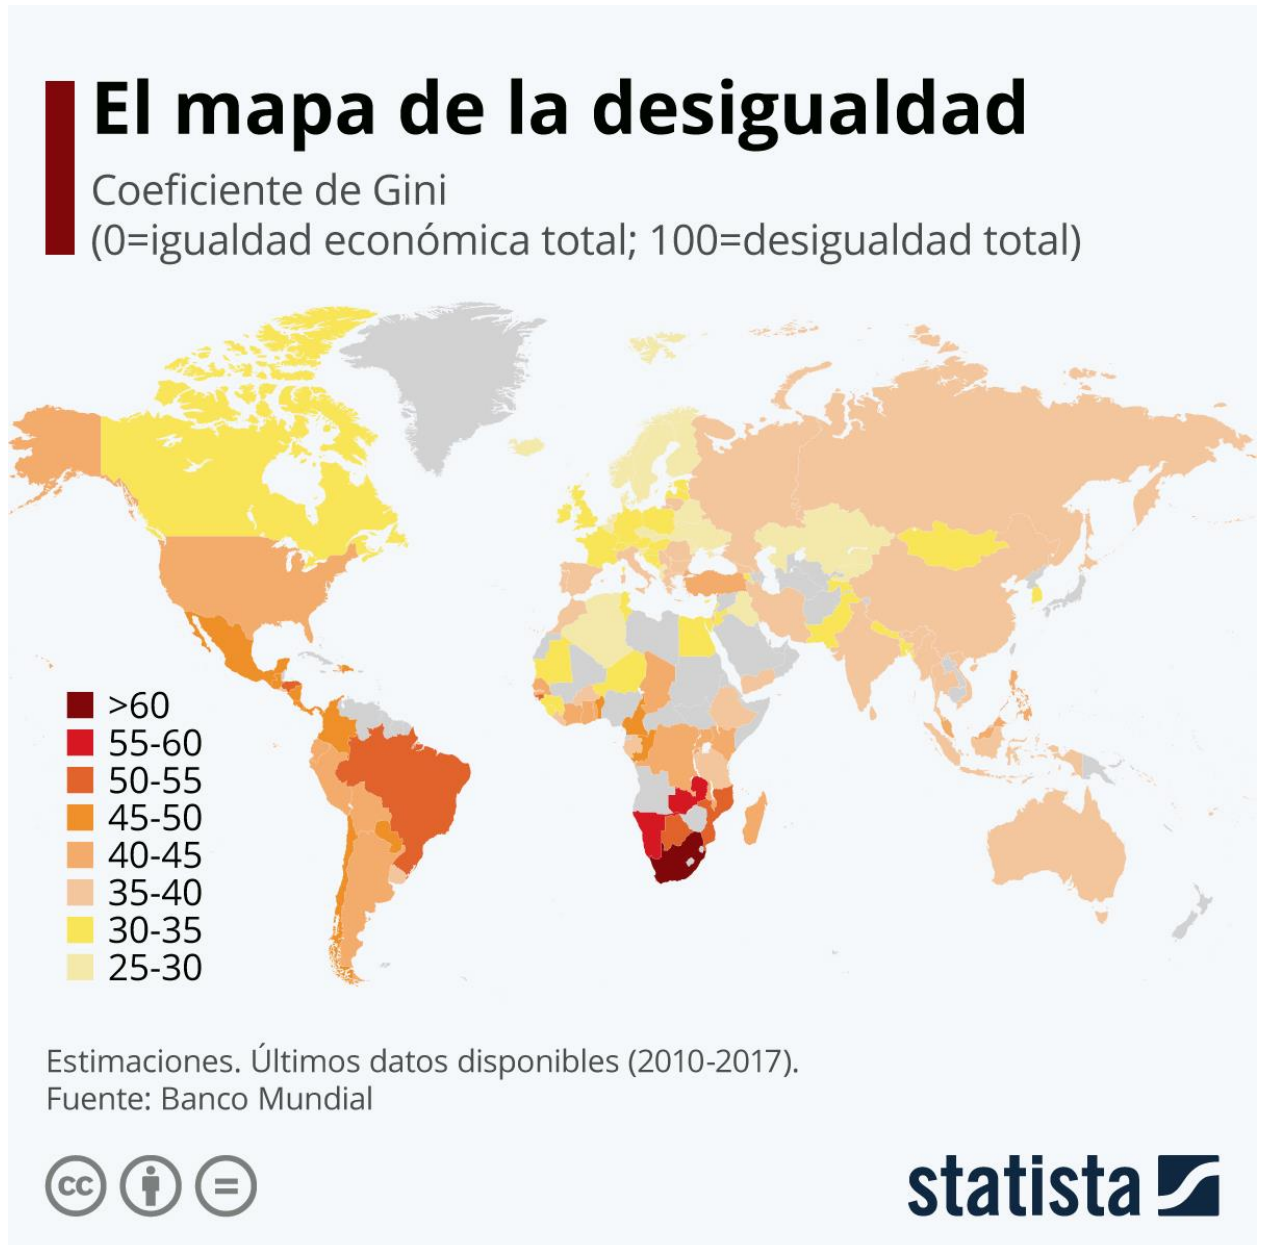 El mapa de la desigualdad
Coeficiente de Gini
(0=igualdad económica total; 100=desigualdad total)
>60
55-60
50-55
45-50
40-45
35-40
30-35
25-30
Estimaciones. Últimos datos disponibles (2010-2017).
Fuente: Banco Mundial
cc
statista